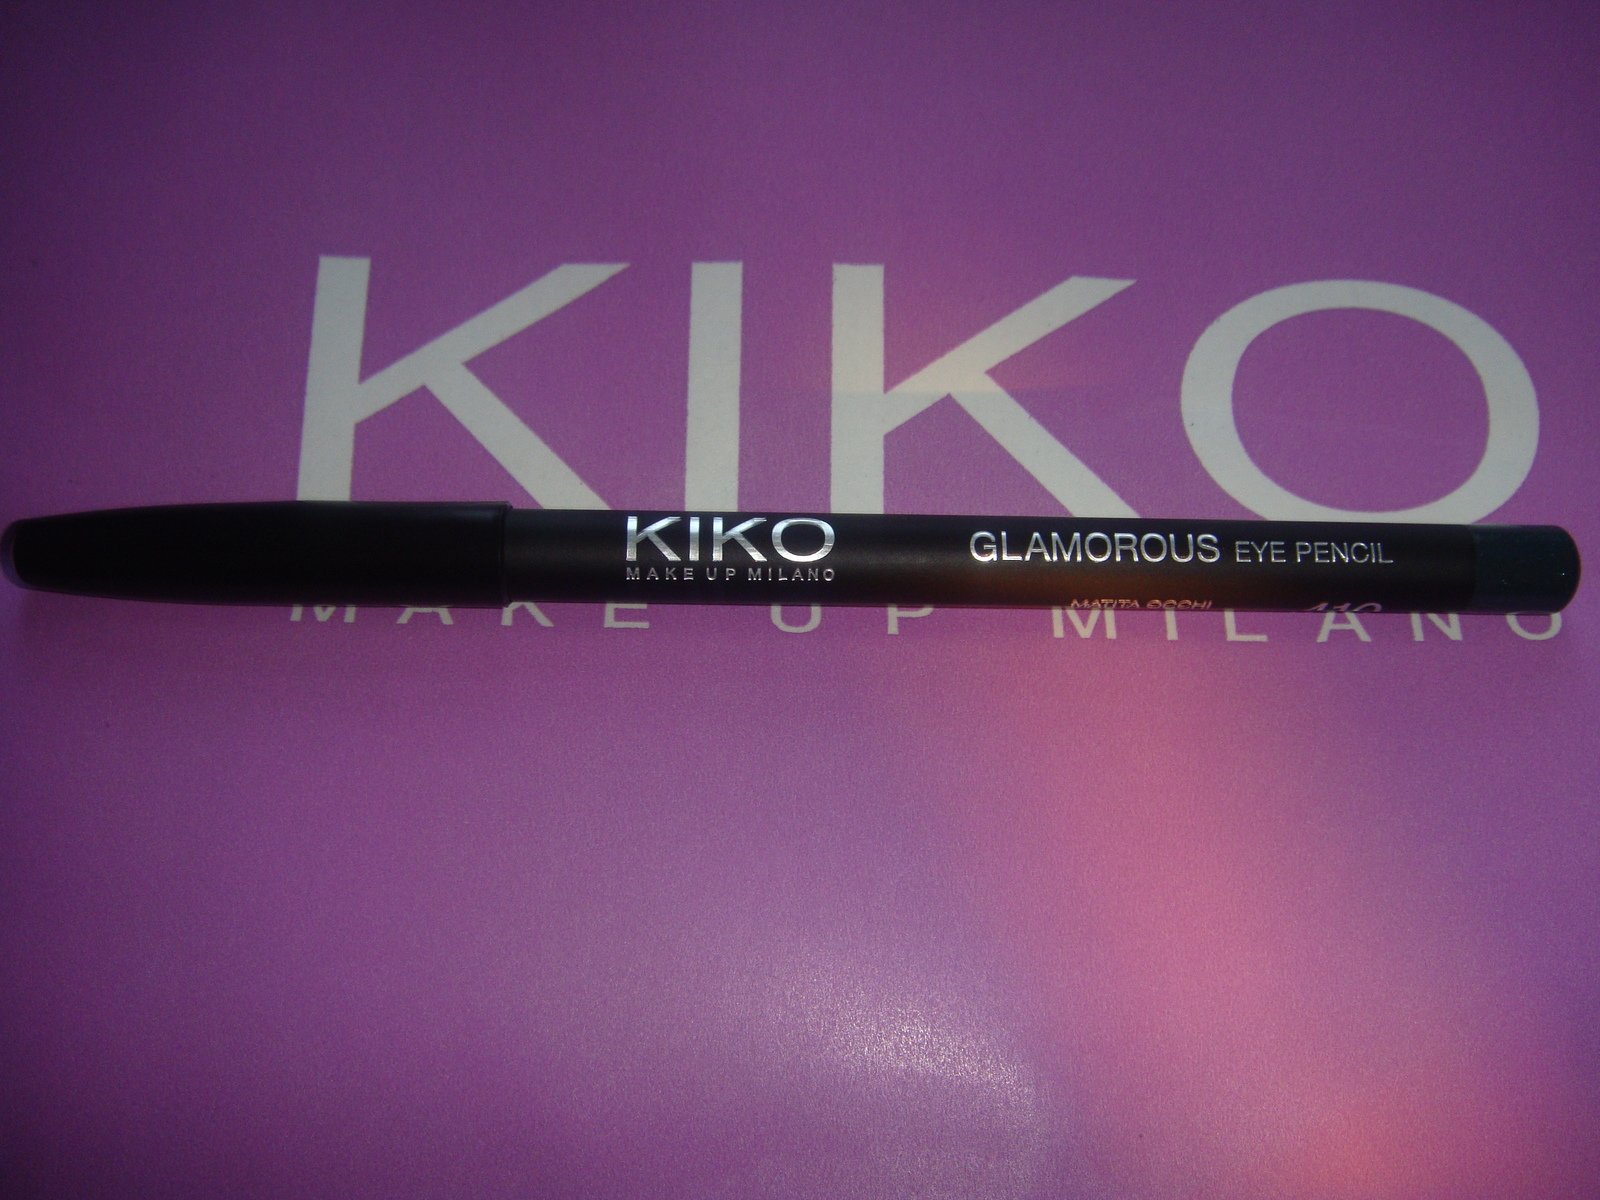 KIKO
KIKO
MAKE UP MILANO
GLAMOROUS EYE PENCIL
MATITA OCCHI
MAKE UP MILANO